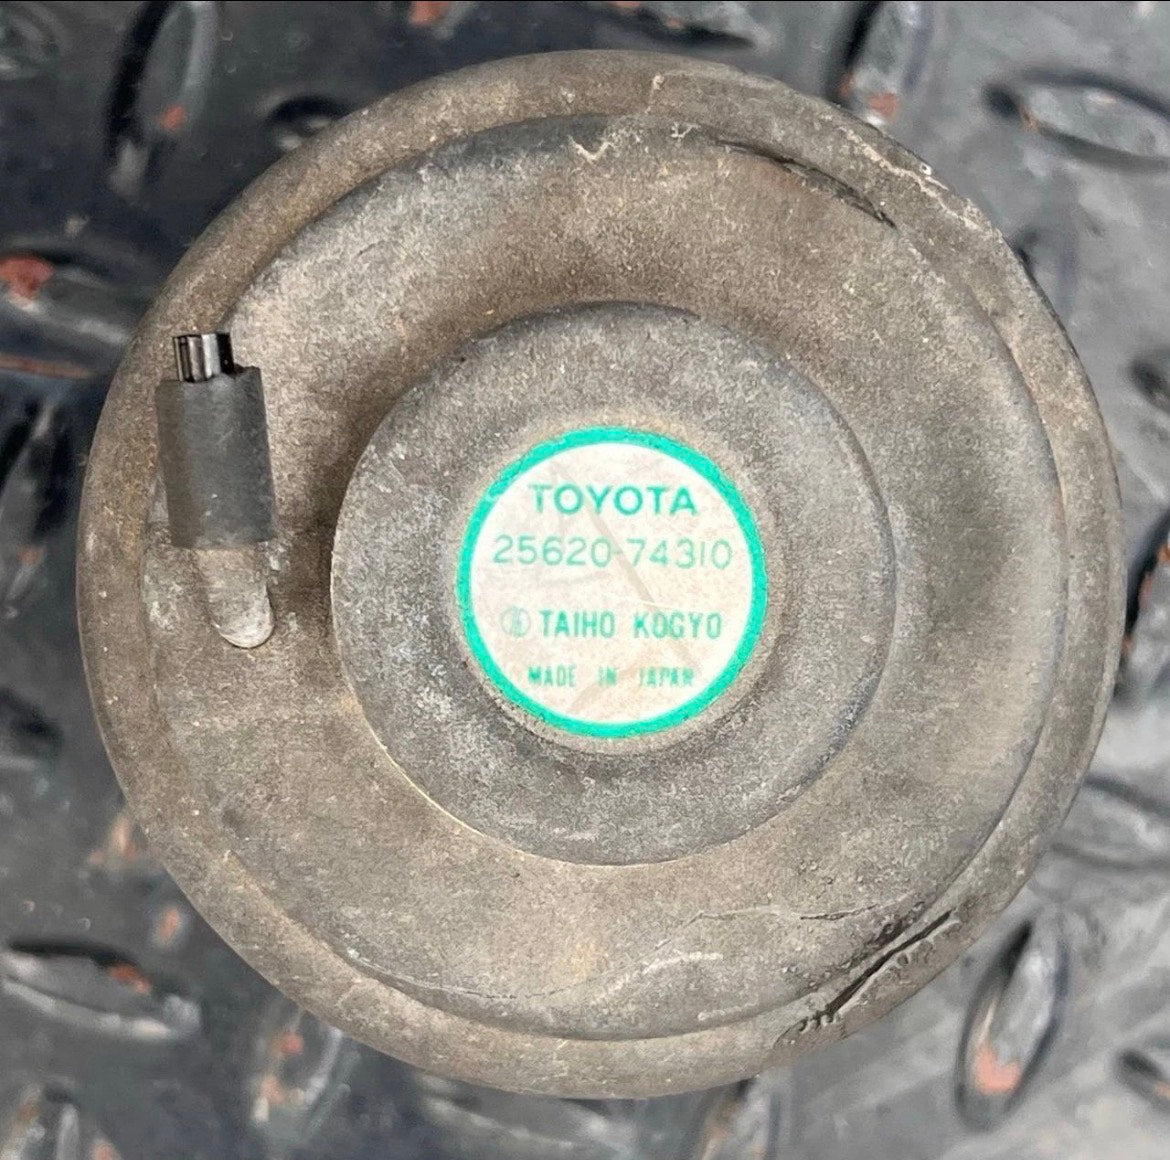 TOYOTA
25620-74310
TAIHO KOGYO
MADE IN JAPAN